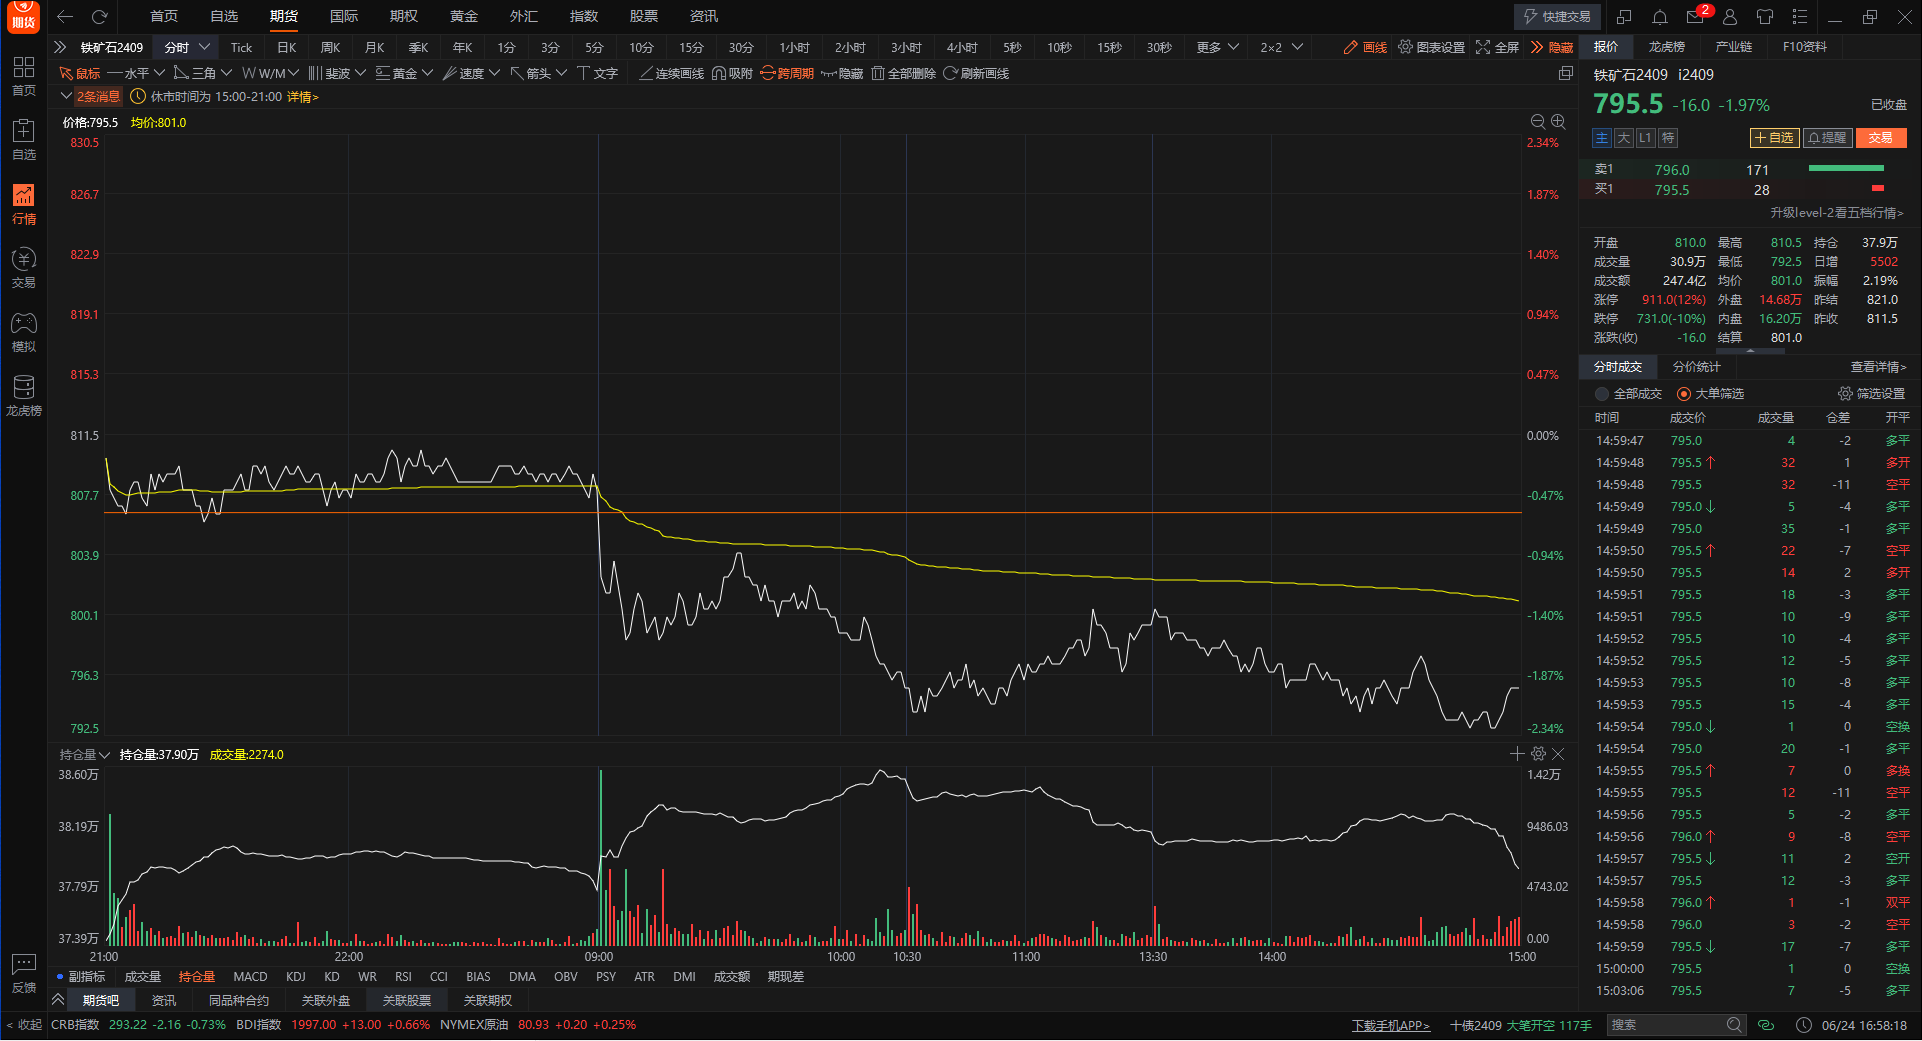 期货 首页 自选 期货 国际 期权 黄金 外汇 指数 股票 资讯 快捷交易 2
铁矿石2409 分时 Tick 日K 周K 月K 季K 年K 1分 3分 5分 10分 15分 30分 1小时 2小时 3小时 4小时 5秒 10秒 15秒 30秒 更多 2×2 画线 图表设置 全屏 隐藏 报价 龙虎榜 产业链 F10资料
鼠标 水平 三角 W/M 斐波 黄金 速度 箭头 文字 连续画线 吸附 跨周期 隐藏 全部删除 刷新画线
2条消息 休市时间为 15:00-21:00 详情>
价格:795.5 均价:801.0
首页
自选
行情
交易
模拟
龙虎榜
反馈
< 收起
830.5 2.34%
826.7 1.87%
822.9 1.40%
819.1 0.94%
815.3 0.47%
811.5 0.00%
807.7 -0.47%
803.9 -0.94%
800.1 -1.40%
796.3 -1.87%
792.5 -2.34%
持仓量 持仓量:37.90万 成交量:2274.0
38.60万 1.42万
38.19万 9486.03
37.79万 4743.02
37.39万 0.00
21:00 22:00 09:00 10:00 10:30 11:00 13:30 14:00 15:00
副指标 成交量 持仓量 MACD KDJ KD WR RSI CCI BIAS DMA OBV PSY ATR DMI 成交额 期现差
期货吧 资讯 同品种合约 关联外盘 关联股票 关联期权
铁矿石2409 i2409
795.5 -16.0 -1.97% 已收盘
主 大 L1 特 自选 提醒 交易
卖1 796.0 171
买1 795.5 28
升级level-2看五档行情>
开盘 810.0 最高 810.5 持仓 37.9万
成交量 30.9万 最低 792.5 日增 5502
成交额 247.4亿 均价 801.0 振幅 2.19%
涨停 911.0(12%) 外盘 14.68万 昨结 821.0
跌停 731.0(-10%) 内盘 16.20万 昨收 811.5
涨跌(收) -16.0 结算 801.0
分时成交 分价统计 查看详情>
全部成交 大单筛选 筛选设置
时间 成交价 成交量 仓差 开平
14:59:47 795.0 4 -2 多平
14:59:48 795.5↑ 32 1 多开
14:59:48 795.5 32 -11 空平
14:59:49 795.0↓ 5 -4 多平
14:59:49 795.0 35 -1 多平
14:59:50 795.5↑ 22 -7 空平
14:59:50 795.5 14 2 多开
14:59:51 795.5 18 -3 多平
14:59:51 795.5 10 -9 多平
14:59:52 795.5 10 -4 多平
14:59:52 795.5 12 -5 多平
14:59:53 795.5 10 -8 多平
14:59:53 795.5 15 -4 多平
14:59:54 795.0↓ 1 0 空换
14:59:54 795.0 20 -1 多平
14:59:55 795.5↑ 7 0 多换
14:59:55 795.5 12 -11 空平
14:59:56 795.5 5 -2 多平
14:59:56 796.0↑ 9 -8 空平
14:59:57 795.5↓ 11 2 空开
14:59:57 795.5 12 -3 多平
14:59:58 796.0↑ 1 -1 双平
14:59:58 796.0 3 -2 空平
14:59:59 795.5↓ 17 -7 多平
15:00:00 795.5 1 0 空换
15:03:06 795.5 7 -5 多平
CRB指数 293.22 -2.16 -0.73% BDI指数 1997.00 +13.00 +0.66% NYMEX原油 80.93 +0.20 +0.25% 下载手机APP> 十债2409 大笔开空 117手 搜索 06/24 16:58:18